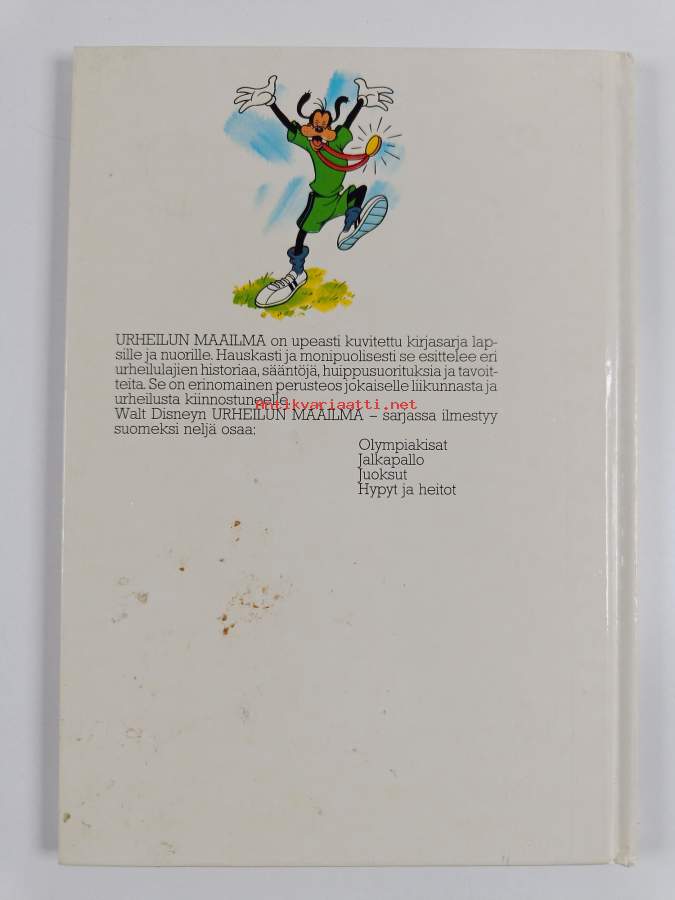 URHEILUN MAAILMA on upeasti kuvitettu kirjasarja lap-
sille ja nuorille. Hauskasti ja monipuolisesti se esittelee eri
urheilulajien historiaa, sääntöjä, huippusuorituksia ja tavoit-
teita. Se on erinomainen perusteos jokaiselle liikunnasta ja
urheilusta kiinnostuneelle.
Antikvariaatti.net
Walt Disneyn URHEILUN MAAILMA – sarjassa ilmestyy
suomeksi neljä osaa:
Olympiakisat
Jalkapallo
Juoksut
Hypyt ja heitot